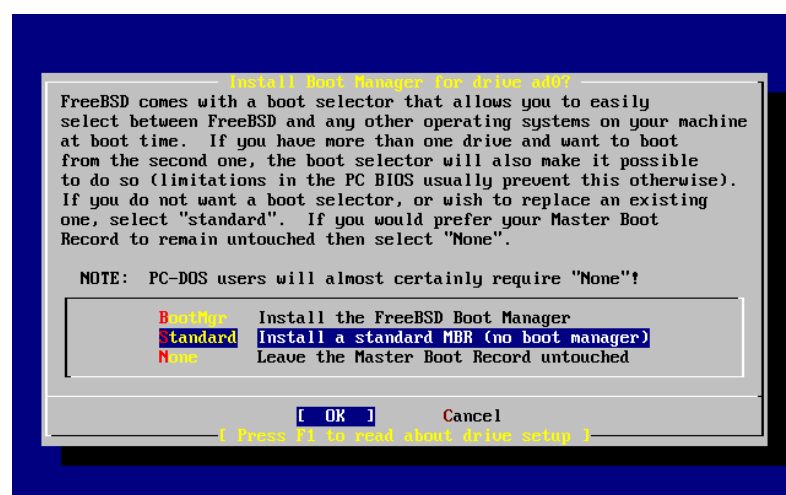 Install Boot Manager for drive ad0?
FreeBSD comes with a boot selector that allows you to easily
select between FreeBSD and any other operating systems on your machine
at boot time.  If you have more than one drive and want to boot
from the second one, the boot selector will also make it possible
to do so (limitations in the PC BIOS usually prevent this otherwise).
If you do not want a boot selector, or wish to replace an existing
one, select "standard".  If you would prefer your Master Boot
Record to remain untouched then select "None".
NOTE:  PC-DOS users will almost certainly require "None"!
BootMgr   Install the FreeBSD Boot Manager
Standard  Install a standard MBR (no boot manager)
None      Leave the Master Boot Record untouched
[  OK  ]     Cancel
[ Press F1 to read about drive setup ]